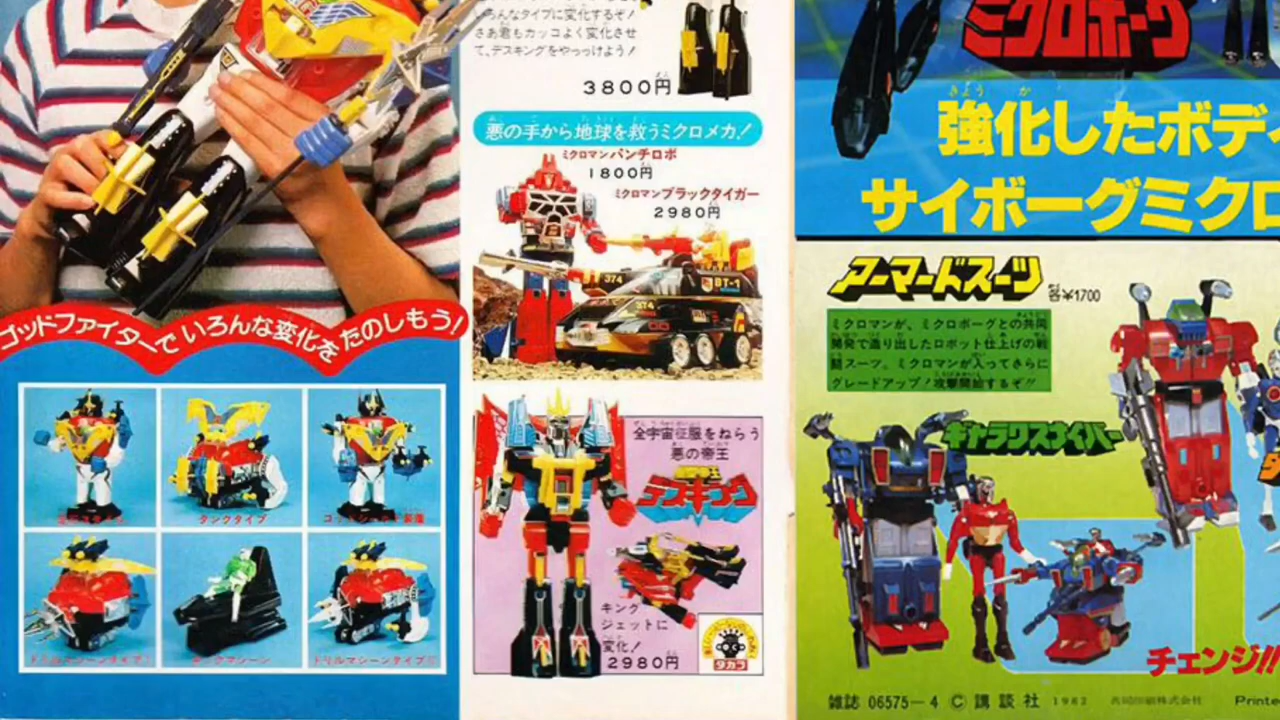 ゴッドファイターでいろんな変化をたのしもう!
タンクタイプ
いろんなタイプに変化するぞ!
さあ君もカッコよく変化させ
て、デスキングをやっつけよう!
3800円
悪の手から地球を救うミクロメカ!
ミクロマンパンチロボ
1800円
ミクロマンブラックタイガー
2980円
374
BT-1
374
全宇宙征服をねらう
悪の帝王
デスキング
キング
ジェットに
変化!
2980円
タカラ
ミクロボーグ
強化したボデ
サイボーグミクロ
アーマードスーツ
各¥1700
ミクロマンが、ミクロボーグとの共同
開発で造り出したロボット仕上げの戦
闘スーツ。ミクロマンが入ってさらに
グレードアップ!攻撃開始するぞ!!
ギャラクスナイパー
チェンジ!!
雑誌 06575-4 © 講談社 1982 共同印刷株式会社 Printe